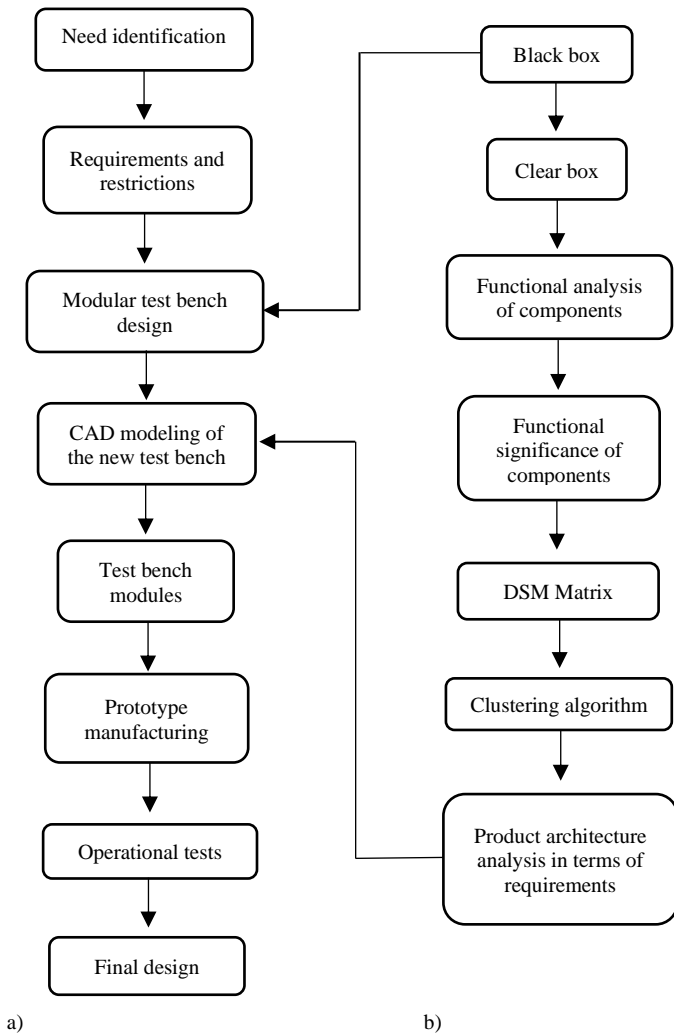 Need identification
Requirements and
restrictions
Modular test bench
design
CAD modeling of
the new test bench
Test bench
modules
Prototype
manufacturing
Operational tests
Final design
a)
Black box
Clear box
Functional analysis
of components
Functional
significance of
components
DSM Matrix
Clustering algorithm
Product architecture
analysis in terms of
requirements
b)